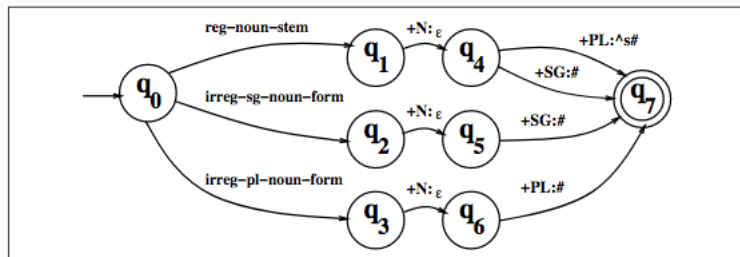 reg-noun-stem
+N: ε
+PL:^s#
q1
q4
+SG:#
q0
irreg-sg-noun-form
+N: ε
q7
+SG:#
q2
q5
irreg-pl-noun-form
+N: ε
+PL:#
q3
q6